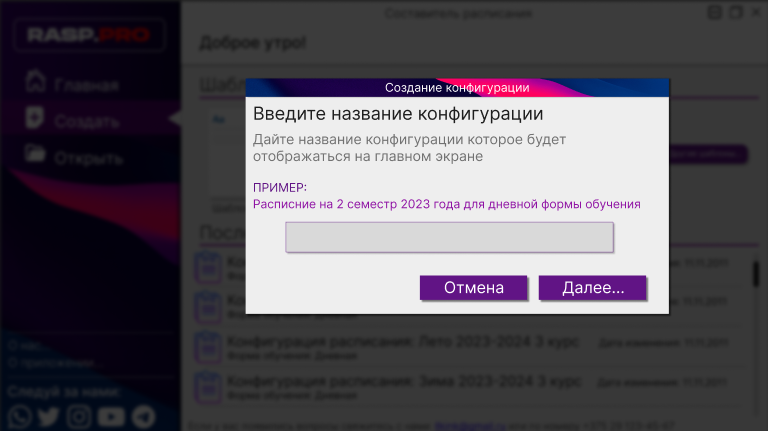 Составитель расписания
RASP.PRO
Доброе утро!
Главная
Создать
Открыть
Создание конфигурации
Введите название конфигурации
Дайте название конфигурации которое будет
отображаться на главном экране
ПРИМЕР:
Расписние на 2 семестр 2023 года для дневной формы обучения
Отмена
Далее...
Конфигурация расписания: Лето 2023-2024 3 курс
Дата изменения: 11.11.2011
Форма обучения: Дневная
Конфигурация расписания: Зима 2023-2024 3 курс
Дата изменения: 11.11.2011
Форма обучения: Дневная
О нас...
О приложении...
Следуй за нами: